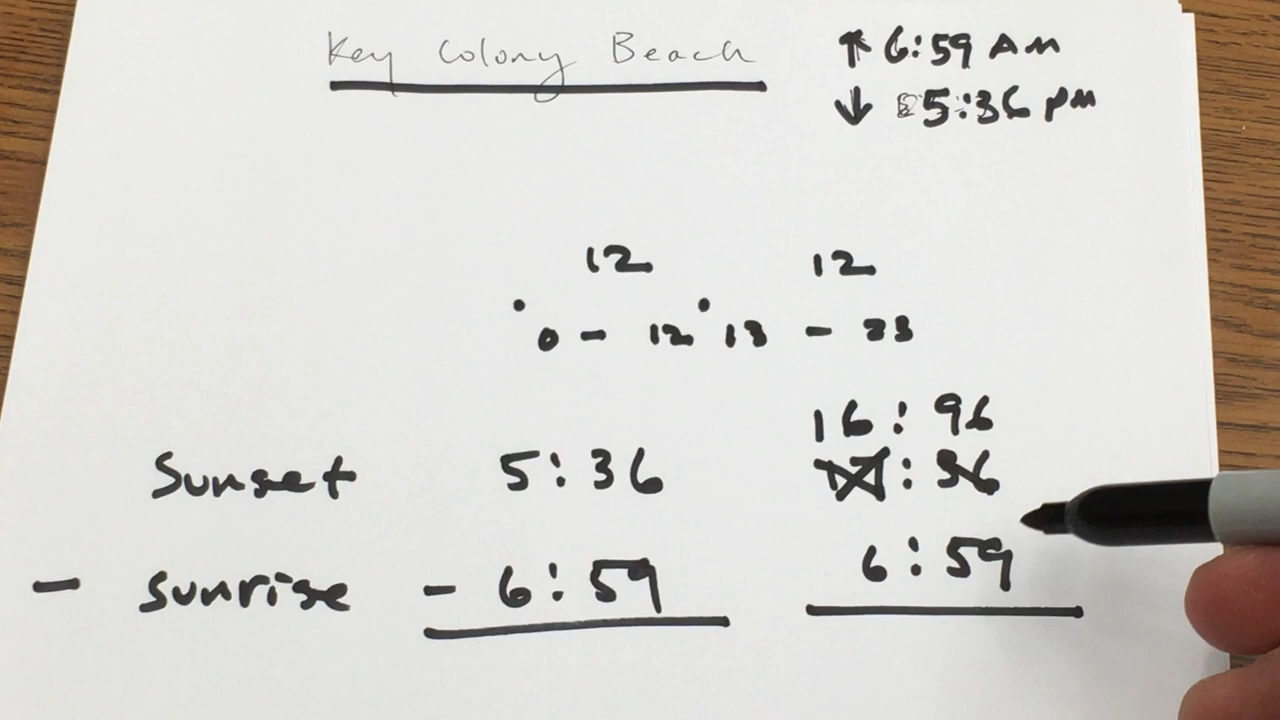 Key Colony Beach
↑ 6:59 AM
↓ 5:36 PM
12 12
0 - 12 13 - 23
16:96
Sunset 5:36 :36
6:59
- sunrise - 6:59